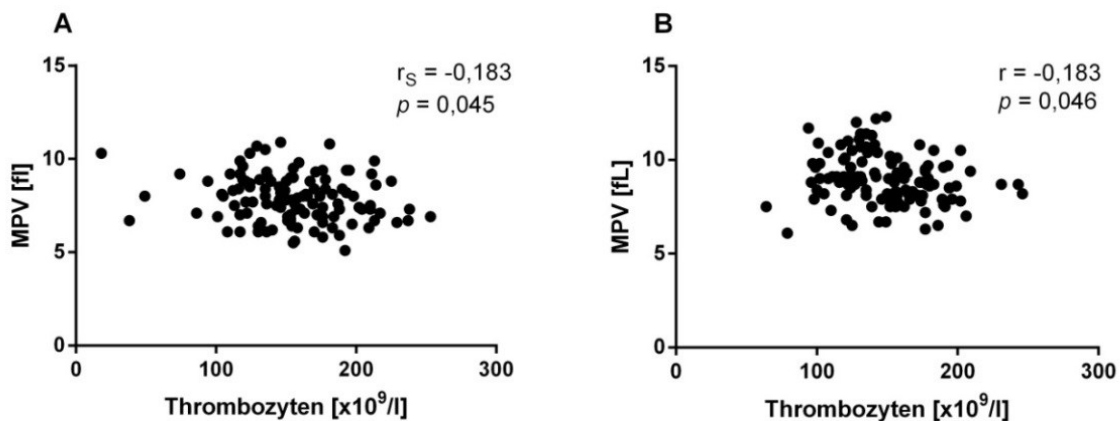 A
r_S = -0,183
p = 0,045
15
10
5
0
MPV [fl]
0 100 200 300
Thrombozyten [x10⁹/l]
B
r = -0,183
p = 0,046
15
10
5
0
MPV [fL]
0 100 200 300
Thrombozyten [x10⁹/l]